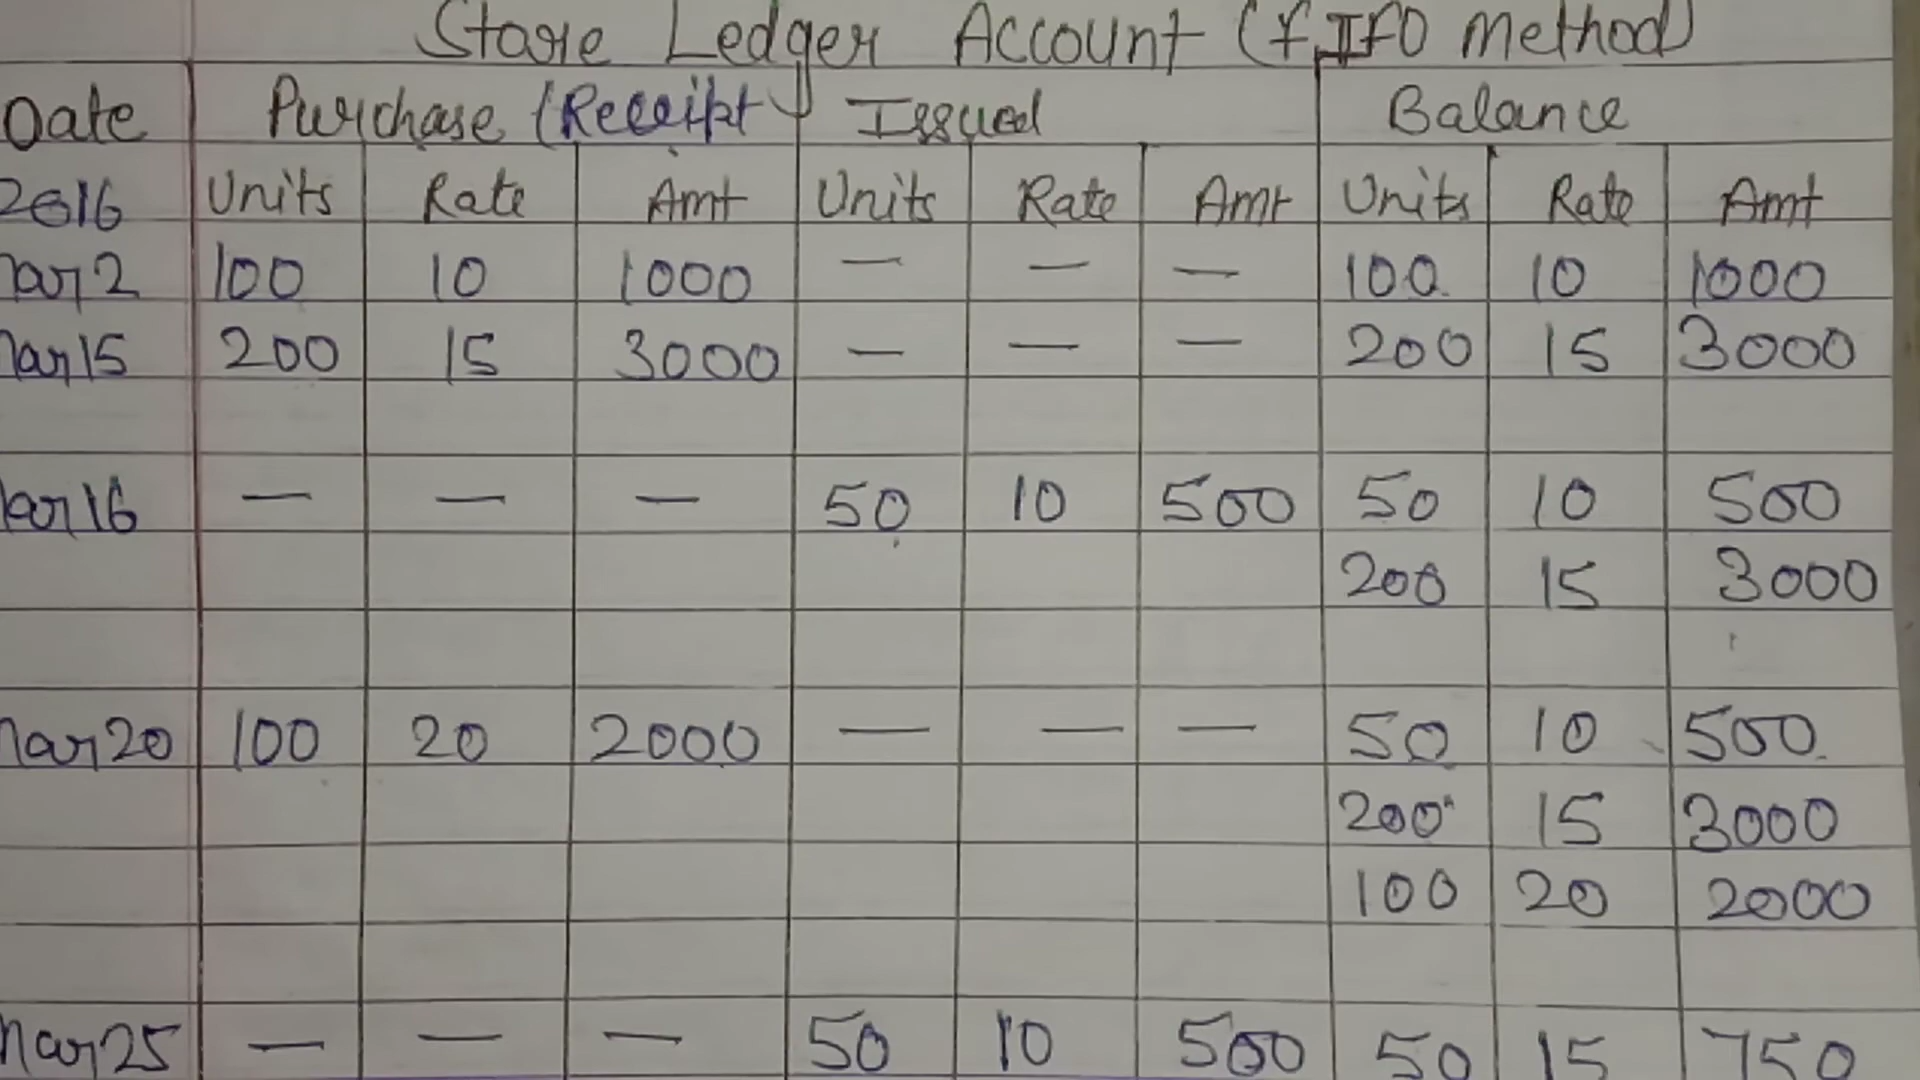 Store Ledger Account (FIFO method)
Date Purchase (Receipt) Issued Balance
2016 Units Rate Amt Units Rate Amt Units Rate Amt
Mar 2 100 10 1000 — — — 100 10 1000
Mar 15 200 15 3000 — — — 200 15 3000
Mar 16 — — — 50 10 500 50 10 500
200 15 3000
Mar 20 100 20 2000 — — — 50 10 500
200 15 3000
100 20 2000
Mar 25 — — — 50 10 500 50 15 750